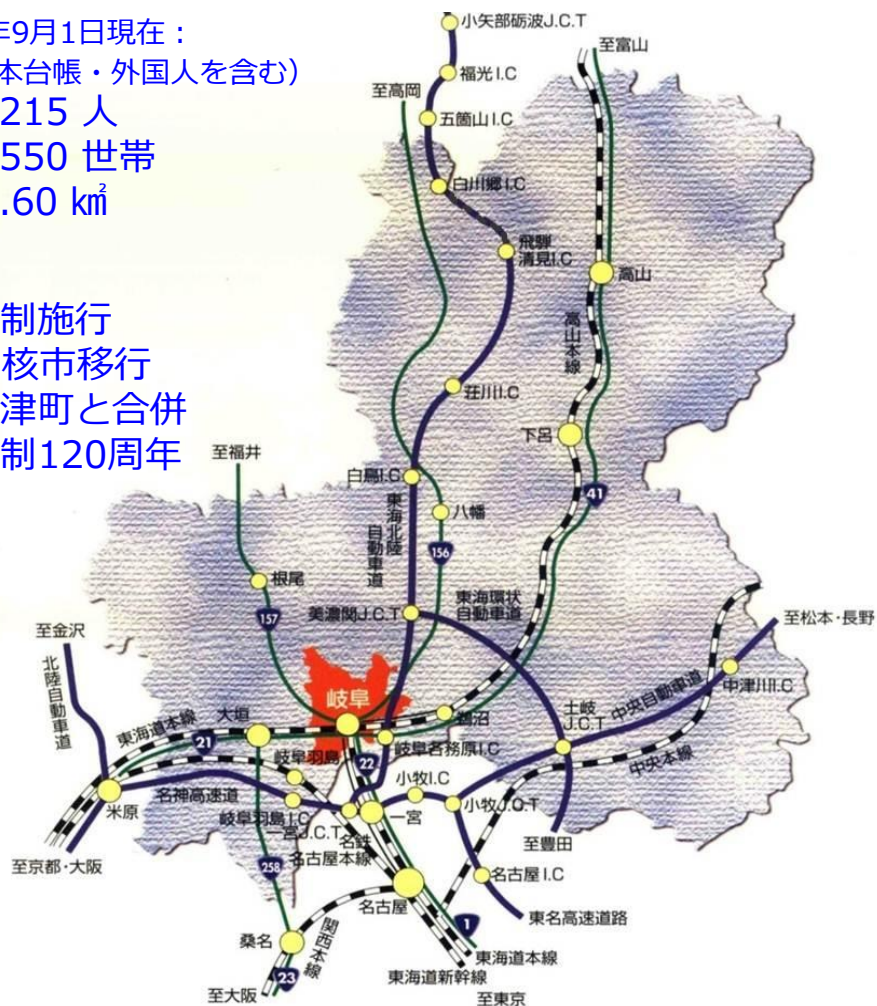 年9月1日現在：
本台帳・外国人を含む）
215 人
550 世帯
.60 ㎢
制施行
核市移行
津町と合併
制120周年
小矢部砺波J.C.T
至富山
福光I.C
至高岡
五箇山I.C
白川郷I.C
飛騨
清見I.C
高山
高山本線
荘川I.C
下呂
至福井
白鳥I.C
41
東海北陸
自動車道
八幡
156
根尾
美濃関J.C.T
東海環状
自動車道
157
至松本・長野
至金沢
北陸自動車道
岐阜
中津川I.C
中央自動車道
土岐
J.C.T
大垣
鵜沼
東海道本線
21
岐阜各務原I.C
22
岐阜羽島
中央本線
小牧I.C
名神高速道
米原
岐阜羽島I.C
一宮J.C.T
一宮
小牧J.C.T
名鉄
名古屋本線
至豊田
至京都・大阪
258
名古屋I.C
名古屋
東名高速道路
1
桑名
関西本線
東海道本線
23
東海道新幹線
至大阪
至東京